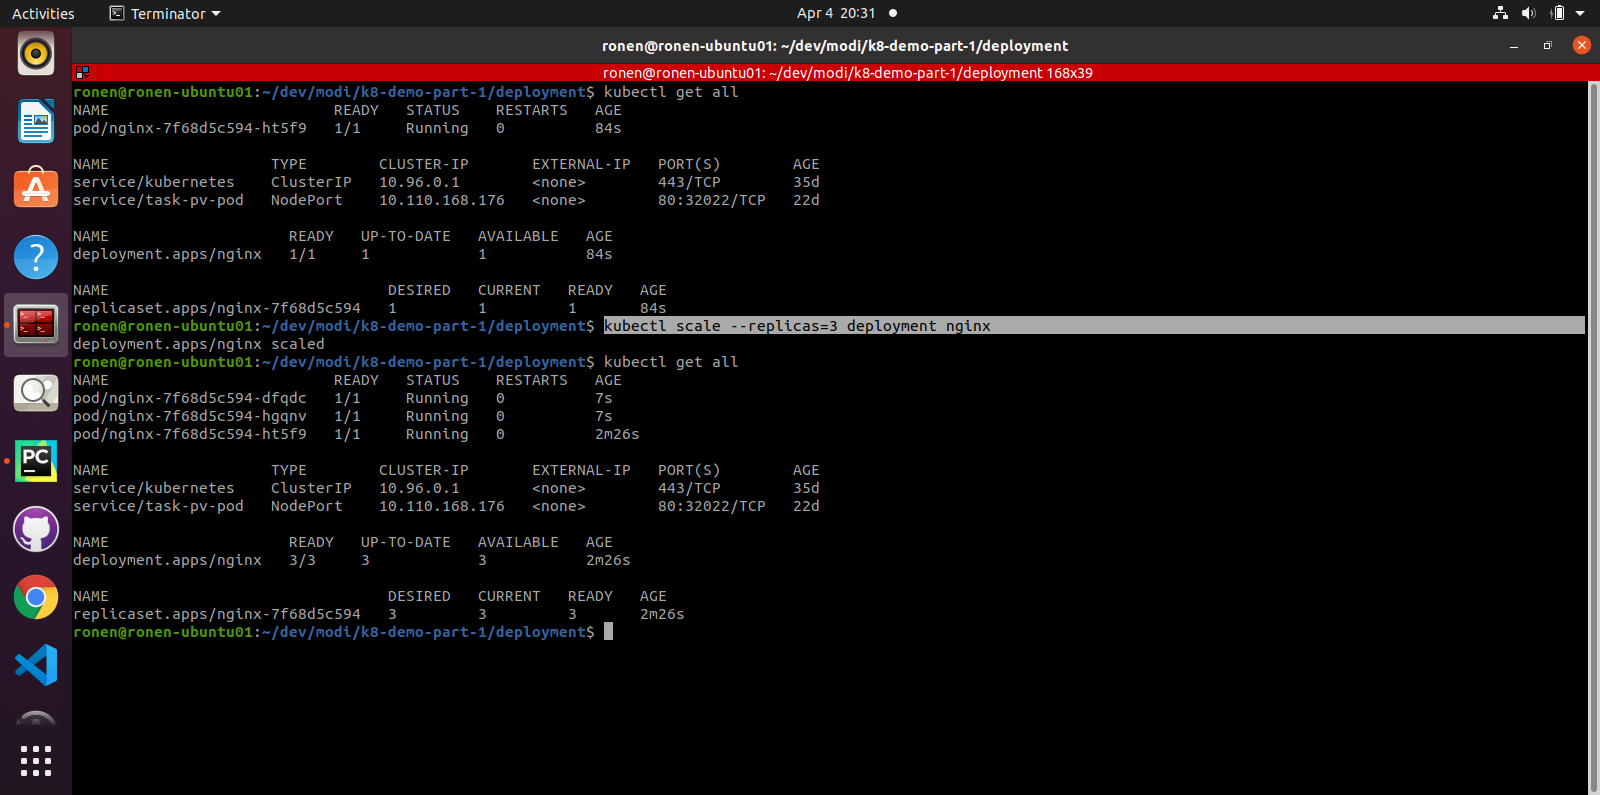 Activities Terminator Apr 4 20:31
ronen@ronen-ubuntu01: ~/dev/modi/k8-demo-part-1/deployment
ronen@ronen-ubuntu01: ~/dev/modi/k8-demo-part-1/deployment 168x39
ronen@ronen-ubuntu01:~/dev/modi/k8-demo-part-1/deployment$ kubectl get all
NAME READY STATUS RESTARTS AGE
pod/nginx-7f68d5c594-ht5f9 1/1 Running 0 84s
NAME TYPE CLUSTER-IP EXTERNAL-IP PORT(S) AGE
service/kubernetes ClusterIP 10.96.0.1 <none> 443/TCP 35d
service/task-pv-pod NodePort 10.110.168.176 <none> 80:32022/TCP 22d
NAME READY UP-TO-DATE AVAILABLE AGE
deployment.apps/nginx 1/1 1 1 84s
NAME DESIRED CURRENT READY AGE
replicaset.apps/nginx-7f68d5c594 1 1 1 84s
ronen@ronen-ubuntu01:~/dev/modi/k8-demo-part-1/deployment$ kubectl scale --replicas=3 deployment nginx
deployment.apps/nginx scaled
ronen@ronen-ubuntu01:~/dev/modi/k8-demo-part-1/deployment$ kubectl get all
NAME READY STATUS RESTARTS AGE
pod/nginx-7f68d5c594-dfqdc 1/1 Running 0 7s
pod/nginx-7f68d5c594-hgqnv 1/1 Running 0 7s
pod/nginx-7f68d5c594-ht5f9 1/1 Running 0 2m26s
NAME TYPE CLUSTER-IP EXTERNAL-IP PORT(S) AGE
service/kubernetes ClusterIP 10.96.0.1 <none> 443/TCP 35d
service/task-pv-pod NodePort 10.110.168.176 <none> 80:32022/TCP 22d
NAME READY UP-TO-DATE AVAILABLE AGE
deployment.apps/nginx 3/3 3 3 2m26s
NAME DESIRED CURRENT READY AGE
replicaset.apps/nginx-7f68d5c594 3 3 3 2m26s
ronen@ronen-ubuntu01:~/dev/modi/k8-demo-part-1/deployment$
PC